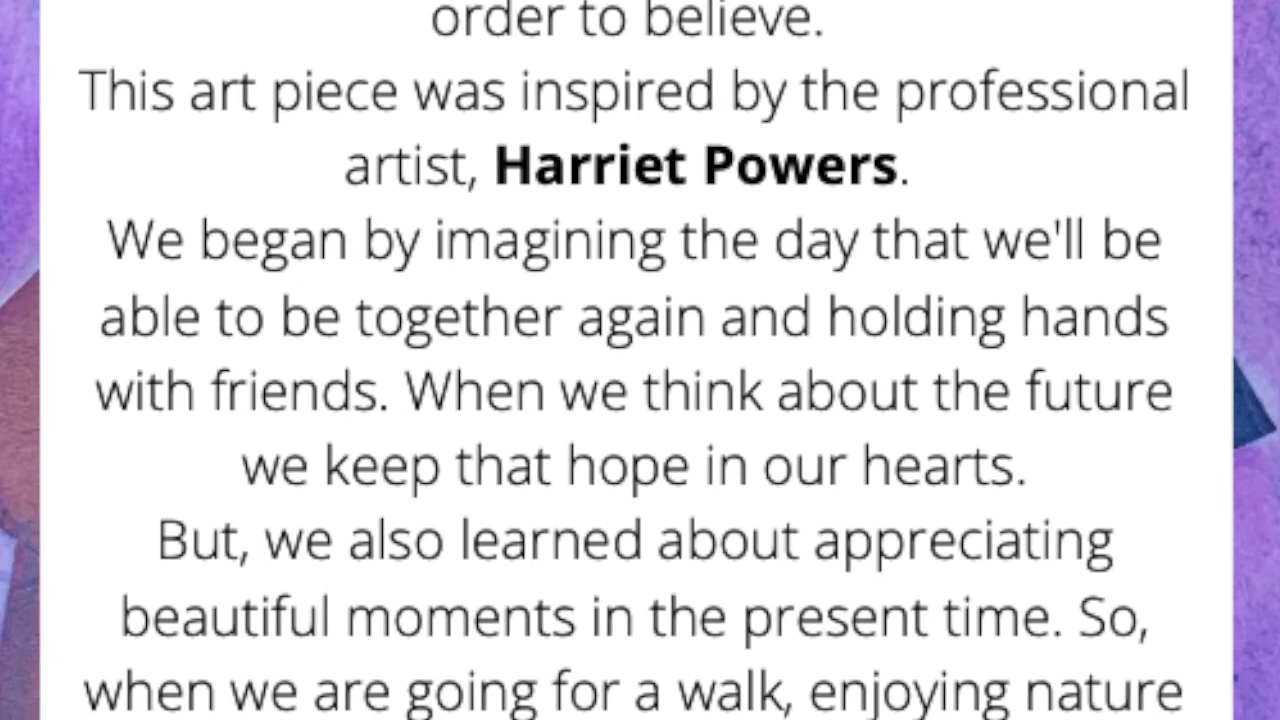 order to believe.
This art piece was inspired by the professional
artist, Harriet Powers.
We began by imagining the day that we'll be
able to be together again and holding hands
with friends. When we think about the future
we keep that hope in our hearts.
But, we also learned about appreciating
beautiful moments in the present time. So,
when we are going for a walk, enjoying nature